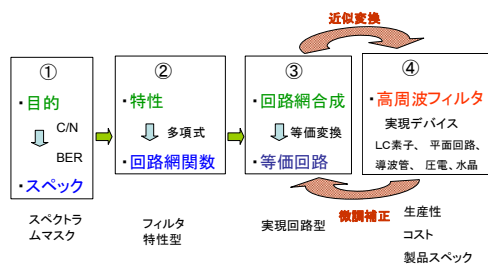 近似変換
①
・目的
C/N
BER
・スペック
スペクトラ
ムマスク
②
・特性
多項式
・回路網関数
フィルタ
特性型
③
・回路網合成
等価変換
・等価回路
実現回路型
④
・高周波フィルタ
実現デバイス
LC素子、 平面回路、
導波管、 圧電、水晶
微調補正
生産性
コスト
製品スペック